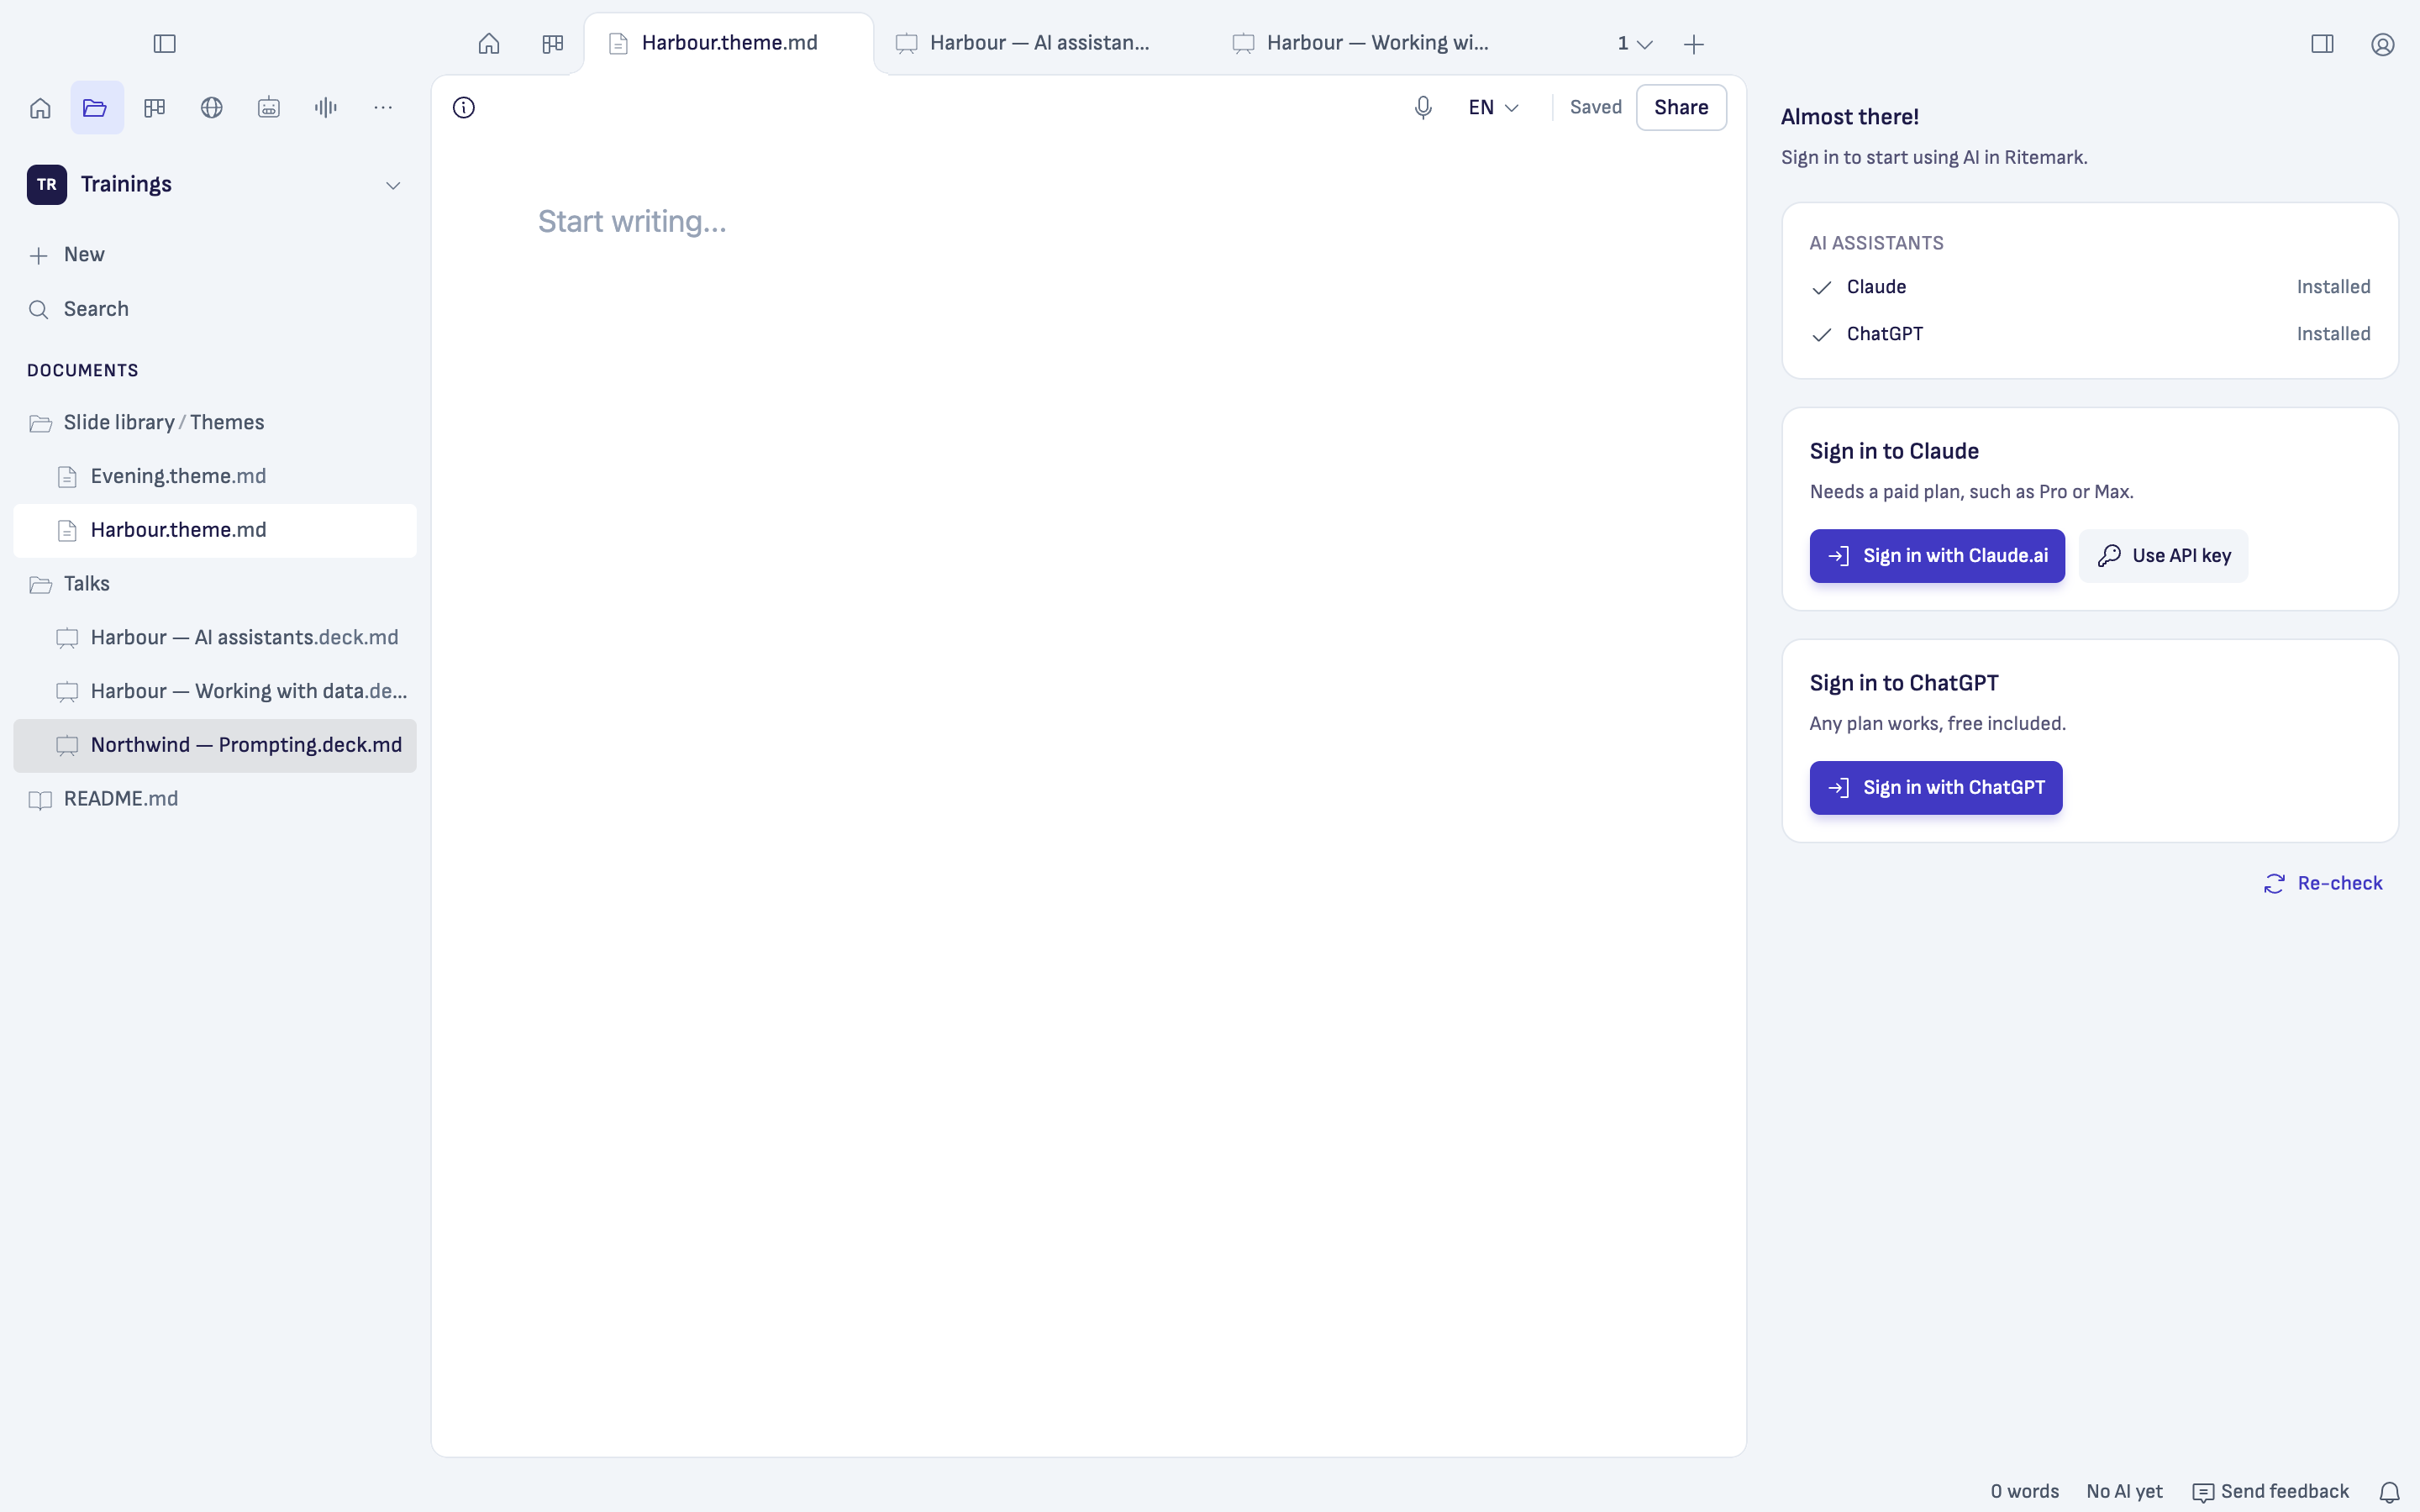 Harbour.theme.md
Harbour — AI assistan...
Harbour — Working wi...
1
EN
Saved
Share
TR
Trainings
New
Search
DOCUMENTS
Slide library / Themes
Evening.theme.md
Harbour.theme.md
Talks
Harbour — AI assistants.deck.md
Harbour — Working with data.de...
Northwind — Prompting.deck.md
README.md
Start writing...
Almost there!
Sign in to start using AI in Ritemark.
AI ASSISTANTS
Claude Installed
ChatGPT Installed
Sign in to Claude
Needs a paid plan, such as Pro or Max.
Sign in with Claude.ai
Use API key
Sign in to ChatGPT
Any plan works, free included.
Sign in with ChatGPT
Re-check
0 words
No AI yet
Send feedback